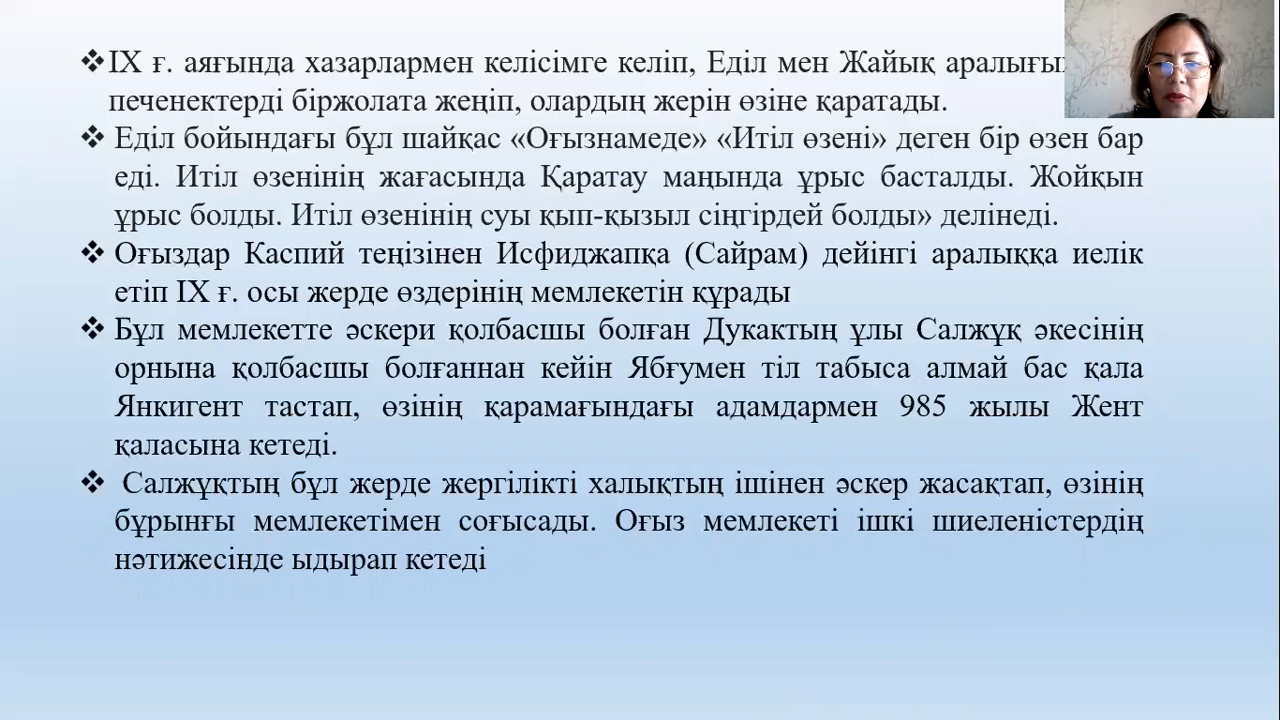 ❖IX ғ. аяғында хазарлармен келісімге келіп, Еділ мен Жайық
печенектерді біржолата жеңіп, олардың жерін өзіне қаратады.
❖ Еділ бойындағы бұл шайқас «Оғызнамеде» «Итіл өзені» деген бір өзен бар
еді. Итіл өзенінің жағасында Қаратау маңында ұрыс басталды. Жойқын
ұрыс болды. Итіл өзенінің суы қып-қызыл сіңгірдей болды» делінеді.
❖ Оғыздар Каспий теңізінен Исфиджапқа (Сайрам) дейінгі аралыққа иелік
етіп IX ғ. осы жерде өздерінің мемлекетін құрады
❖ Бұл мемлекетте әскери қолбасшы болған Дукактың ұлы Салжұқ әкесінің
орнына қолбасшы болғаннан кейін Ябғумен тіл табыса алмай бас қала
Янкигент тастап, өзінің қарамағындағы адамдармен 985 жылы Жент
қаласына кетеді.
❖ Салжұқтың бұл жерде жергілікті халықтың ішінен әскер жасақтап, өзінің
бұрынғы мемлекетімен соғысады. Оғыз мемлекеті ішкі шиеленістердің
нәтижесінде ыдырап кетеді